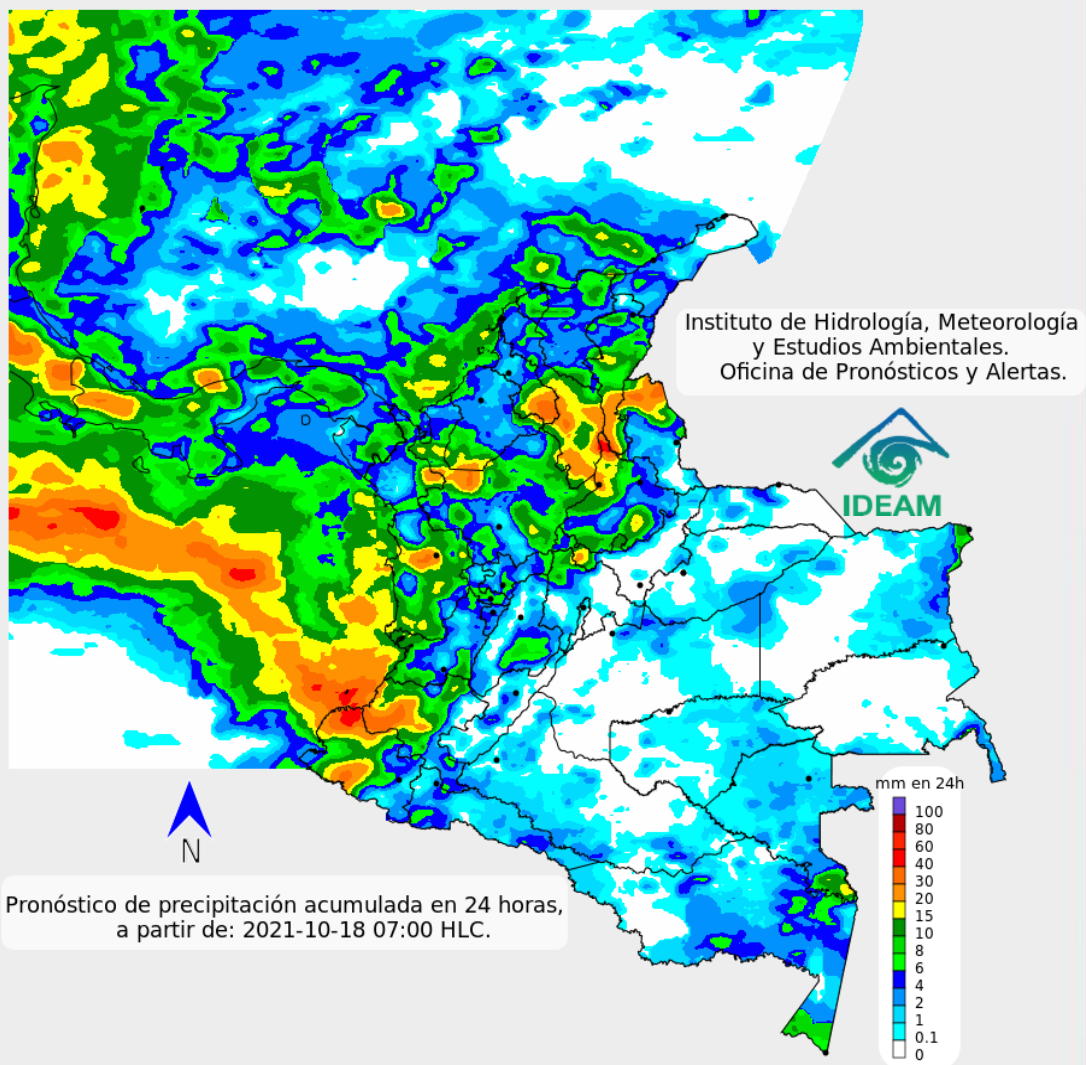 Instituto de Hidrología, Meteorología
y Estudios Ambientales.
Oficina de Pronósticos y Alertas.
IDEAM
mm en 24h
100
80
60
40
30
20
15
10
8
6
4
2
1
0.1
0
N
Pronóstico de precipitación acumulada en 24 horas,
a partir de: 2021-10-18 07:00 HLC.